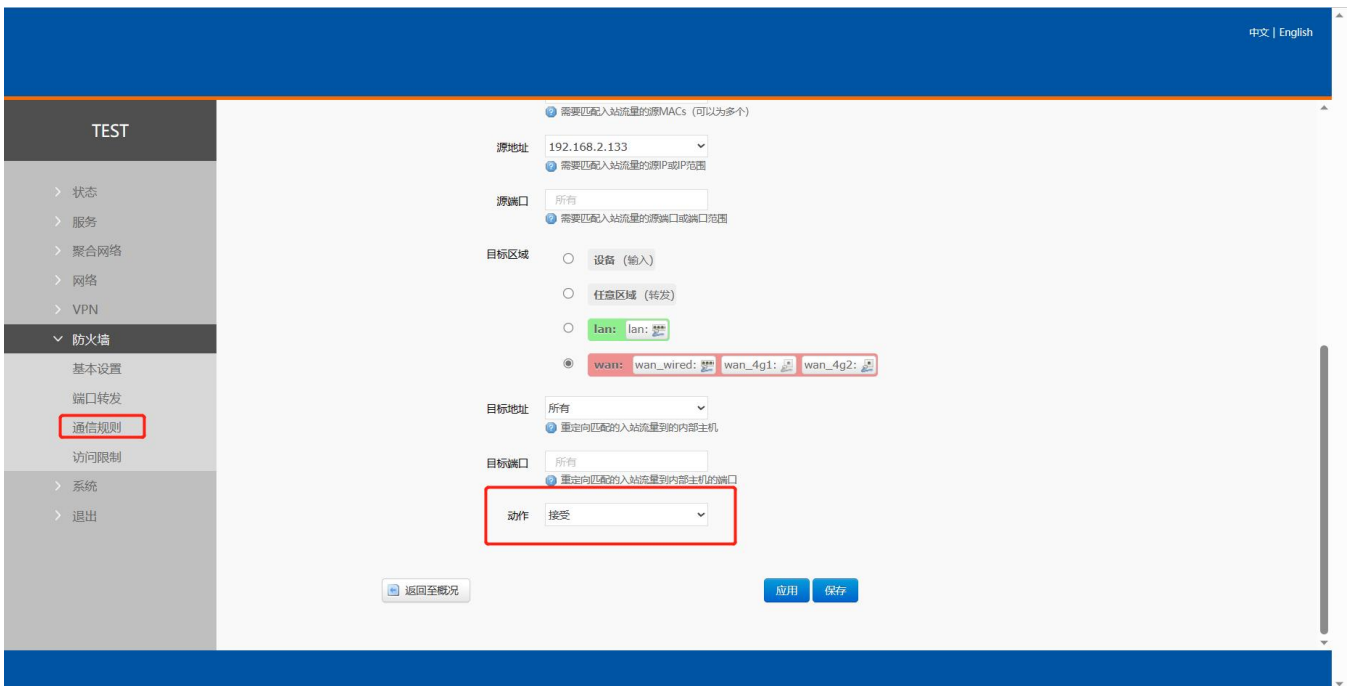 中文 | English
TEST
状态
服务
聚合网络
网络
VPN
防火墙
基本设置
端口转发
通信规则
访问限制
系统
退出
需要匹配入站流量的源MACs（可以为多个）
源地址 192.168.2.133
需要匹配入站流量的源IP或IP范围
源端口 所有
需要匹配入站流量的源端口或端口范围
目标区域 设备（输入）
任意区域（转发）
lan: lan:
wan: wan_wired: wan_4g1: wan_4g2:
目标地址 所有
重定向匹配的入站流量到的内部主机
目标端口 所有
重定向匹配的入站流量到内部主机的端口
动作 接受
返回至概况 应用 保存